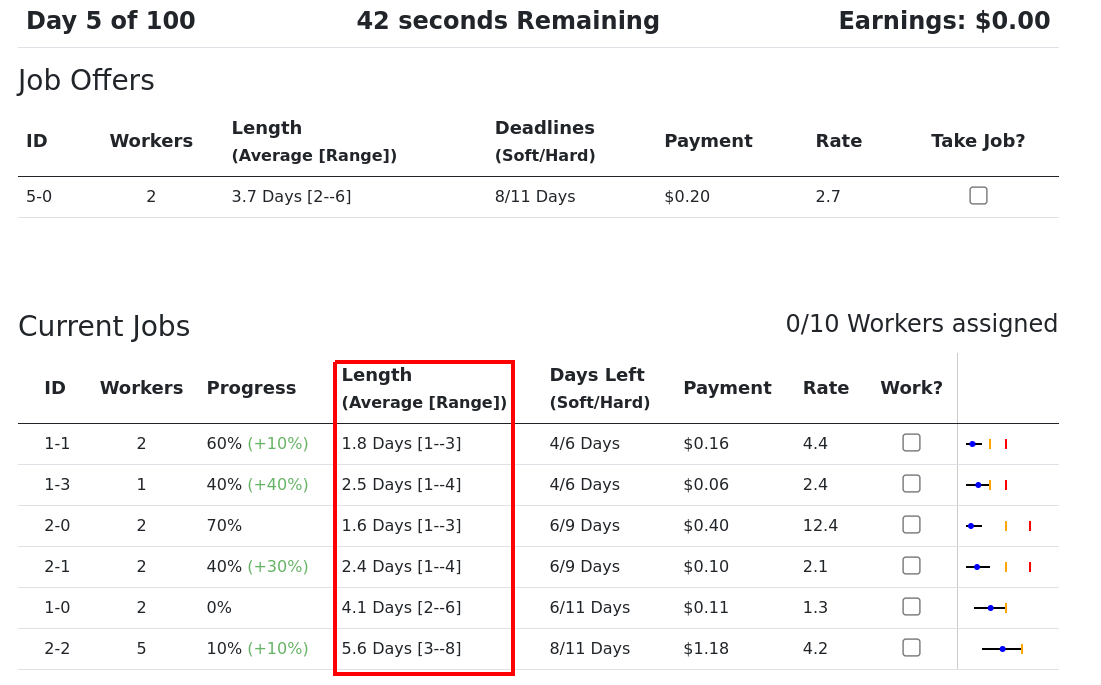 Day 5 of 100 42 seconds Remaining Earnings: $0.00
Job Offers
ID Workers Length (Average [Range]) Deadlines (Soft/Hard) Payment Rate Take Job?
5-0 2 3.7 Days [2--6] 8/11 Days $0.20 2.7
Current Jobs 0/10 Workers assigned
ID Workers Progress Length (Average [Range]) Days Left (Soft/Hard) Payment Rate Work?
1-1 2 60% (+10%) 1.8 Days [1--3] 4/6 Days $0.16 4.4
1-3 1 40% (+40%) 2.5 Days [1--4] 4/6 Days $0.06 2.4
2-0 2 70% 1.6 Days [1--3] 6/9 Days $0.40 12.4
2-1 2 40% (+30%) 2.4 Days [1--4] 6/9 Days $0.10 2.1
1-0 2 0% 4.1 Days [2--6] 6/11 Days $0.11 1.3
2-2 5 10% (+10%) 5.6 Days [3--8] 8/11 Days $1.18 4.2